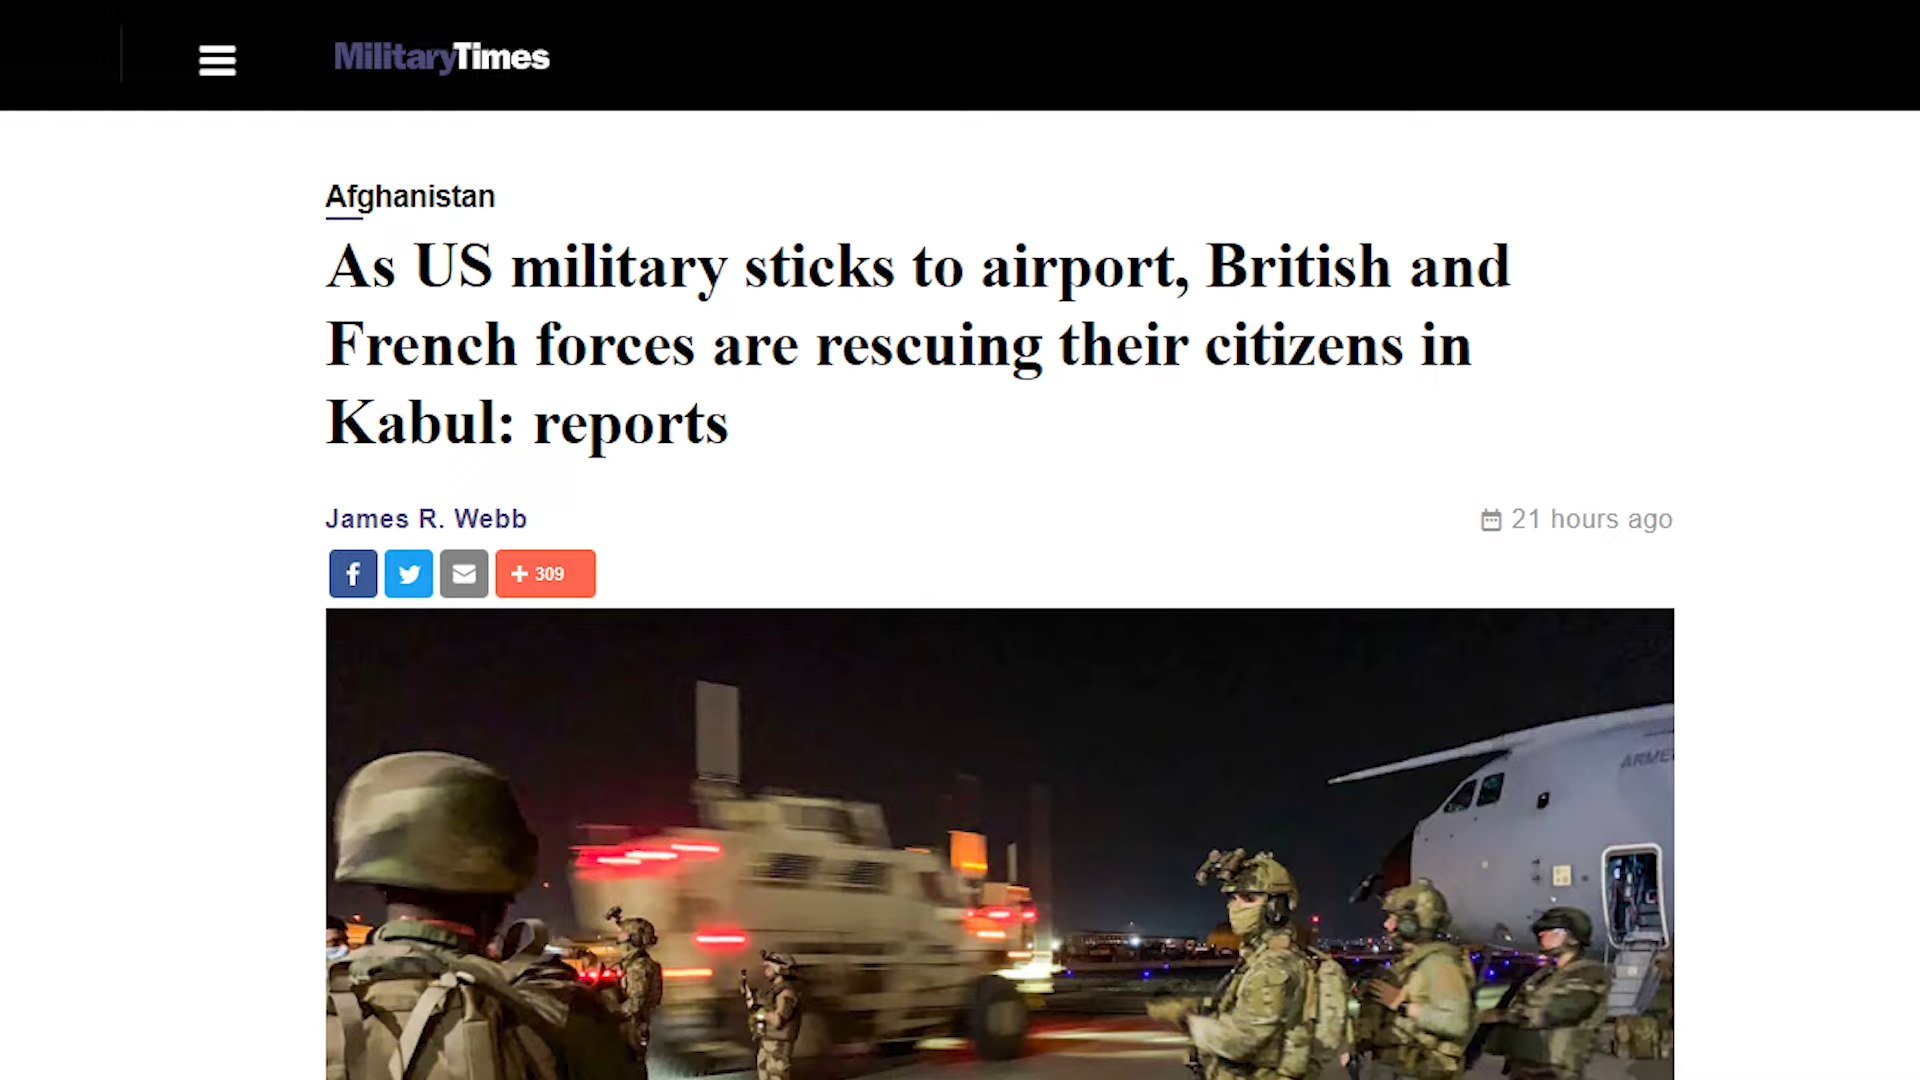 MilitaryTimes
Afghanistan
As US military sticks to airport, British and
French forces are rescuing their citizens in
Kabul: reports
James R. Webb
21 hours ago
309
ARMÉ